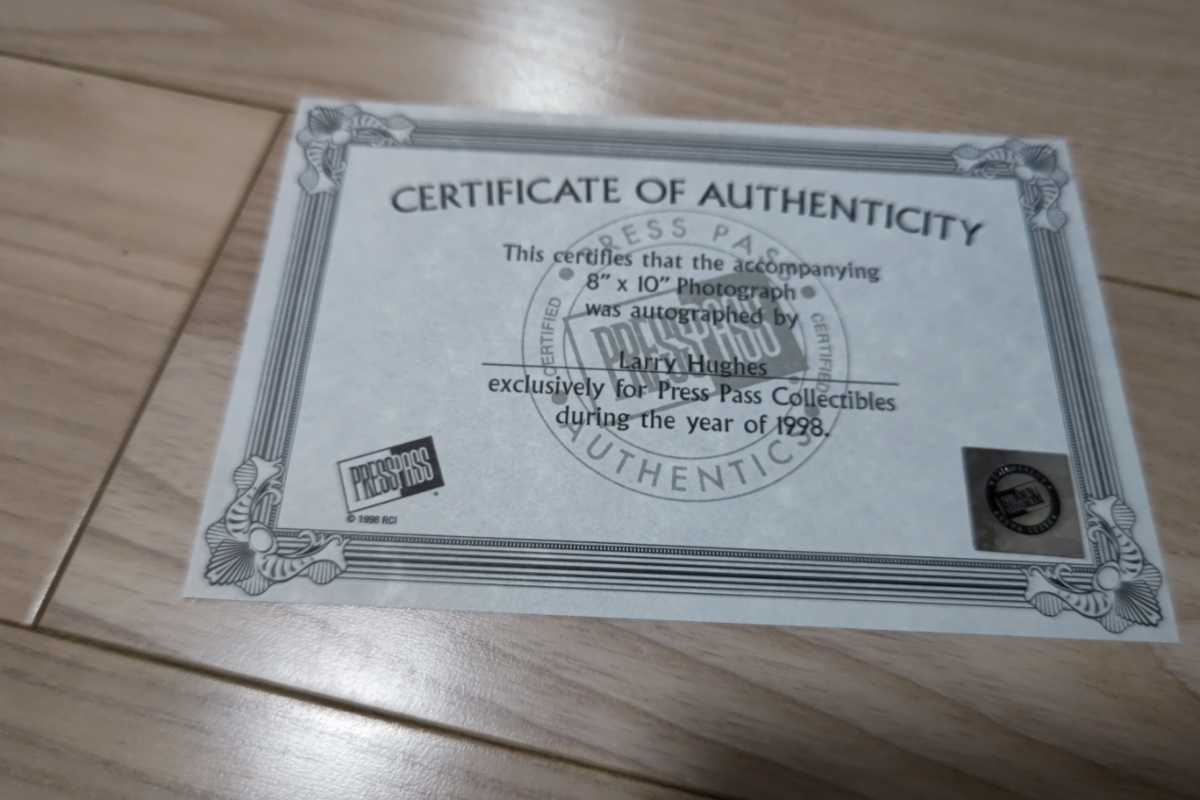 CERTIFICATE OF AUTHENTICITY
PRESS PASS
This certifies that the accompanying
8" x 10" Photograph
was autographed by
CERTIFIED
CERTIFIED
PRESS PASS
Larry Hughes
exclusively for Press Pass Collectibles
during the year of 1998.
AUTHENTICS
PRESS PASS
© 1998 RCI